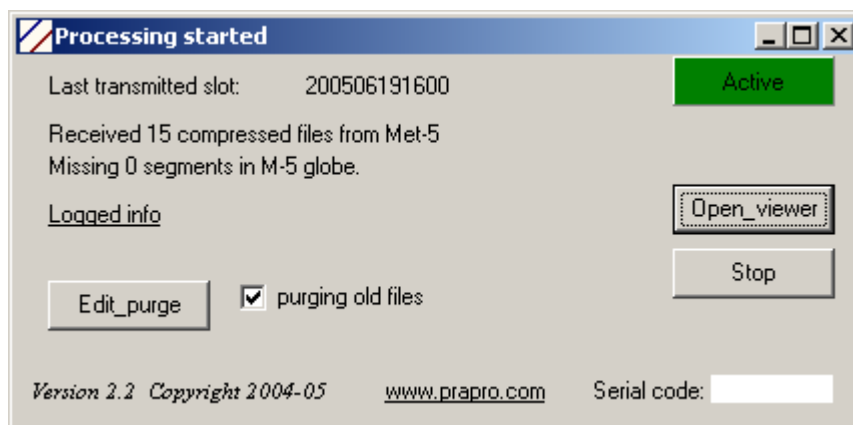 Processing started
Last transmitted slot: 200506191600
Active
Received 15 compressed files from Met-5
Missing 0 segments in M-5 globe.
Logged info
Open_viewer
Stop
Edit_purge
purging old files
Version 2.2 Copyright 2004-05 www.prapro.com Serial code: